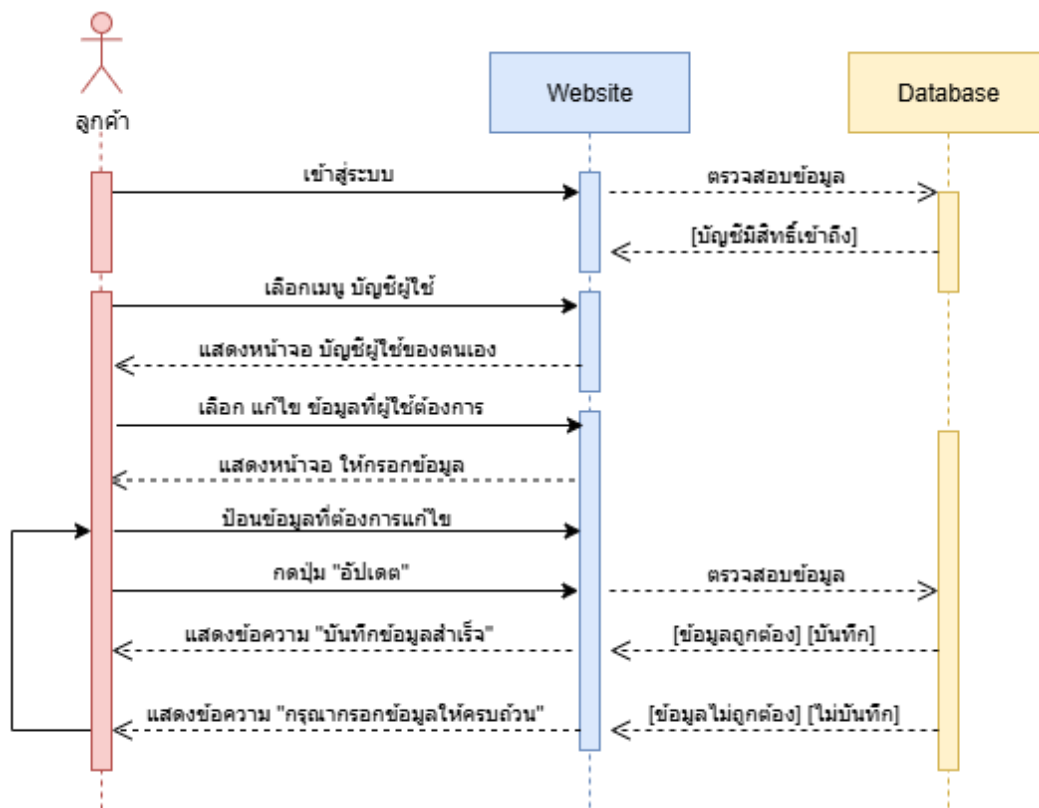 ลูกค้า
Website
Database
เข้าสู่ระบบ
ตรวจสอบข้อมูล
[บัญชีมีสิทธิ์เข้าถึง]
เลือกเมนู บัญชีผู้ใช้
แสดงหน้าจอ บัญชีผู้ใช้ของตนเอง
เลือก แก้ไข ข้อมูลที่ผู้ใช้ต้องการ
แสดงหน้าจอ ให้กรอกข้อมูล
ป้อนข้อมูลที่ต้องการแก้ไข
กดปุ่ม "อัปเดต"
ตรวจสอบข้อมูล
แสดงข้อความ "บันทึกข้อมูลสำเร็จ"
[ข้อมูลถูกต้อง] [บันทึก]
แสดงข้อความ "กรุณากรอกข้อมูลให้ครบถ้วน"
[ข้อมูลไม่ถูกต้อง] [ไม่บันทึก]